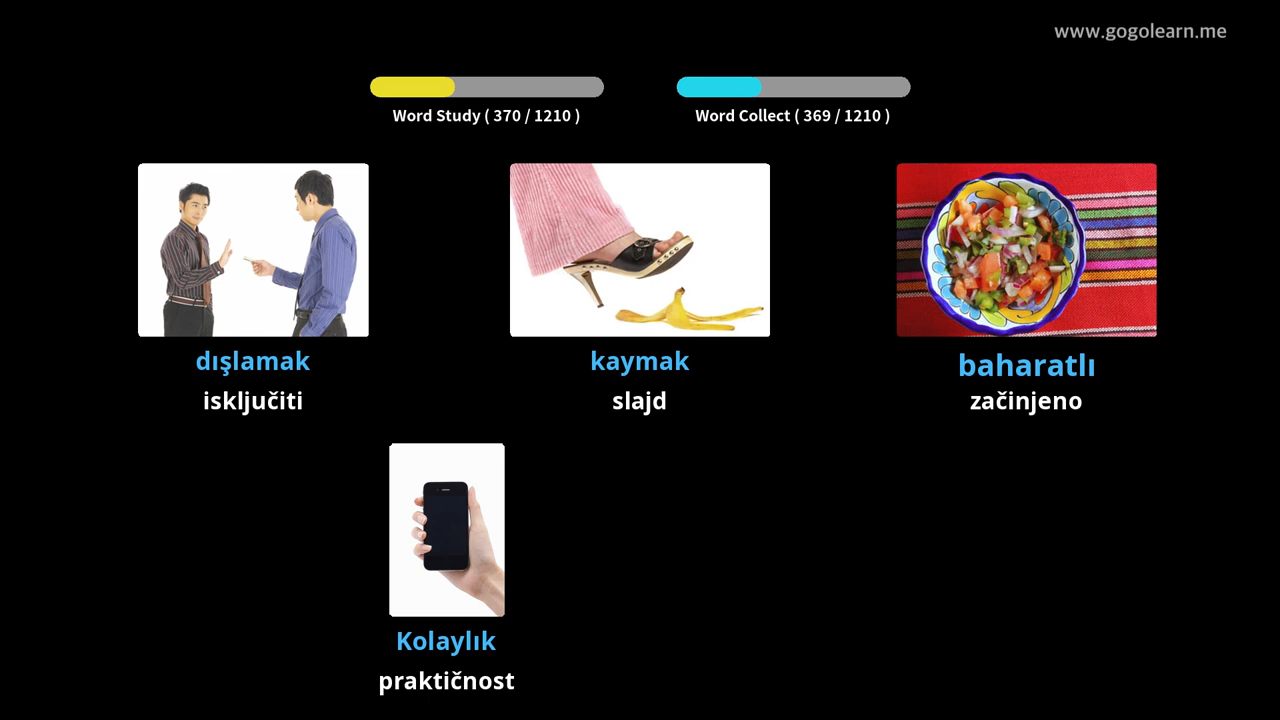 www.gogolearn.me
Word Study ( 370 / 1210 )
Word Collect ( 369 / 1210 )
dışlamak
isključiti
kaymak
slajd
baharatlı
začinjeno
Kolaylık
praktičnost